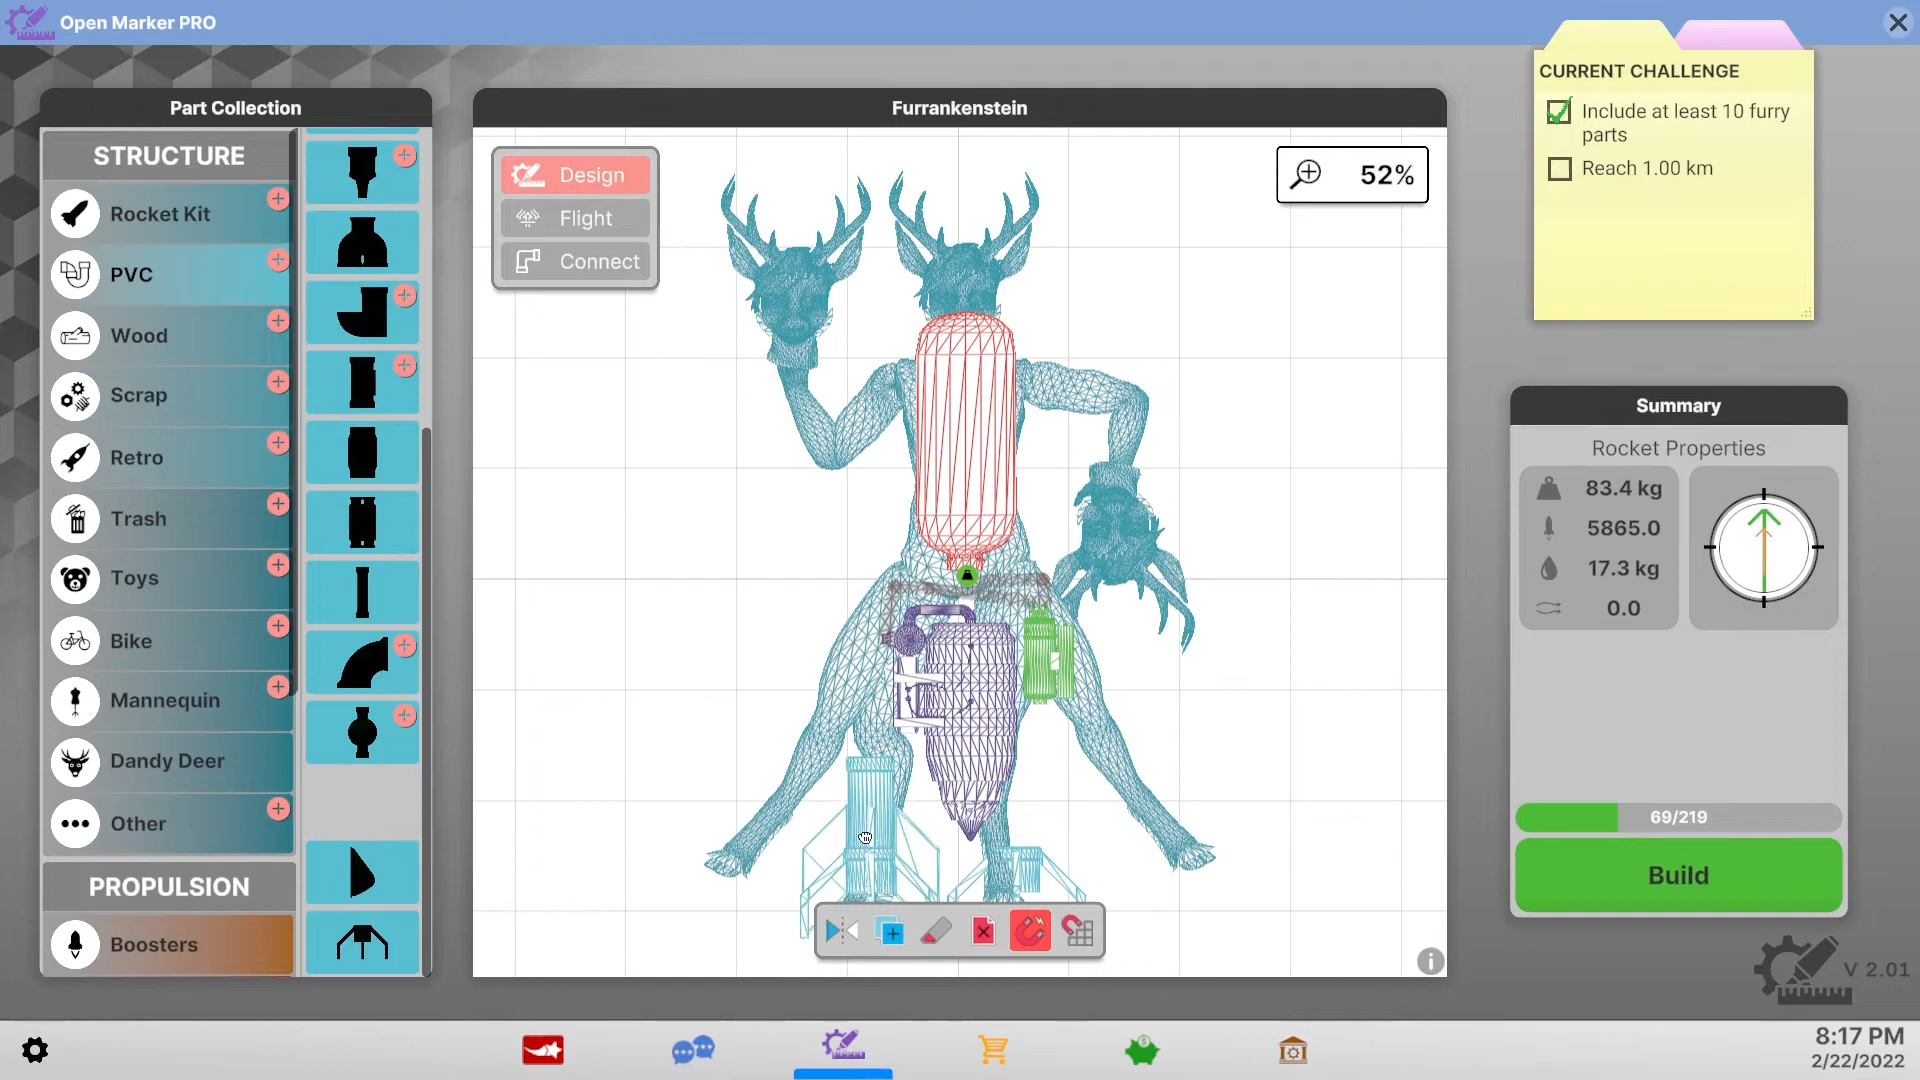 Open Marker PRO
Part Collection
STRUCTURE
Rocket Kit
PVC
Wood
Scrap
Retro
Trash
Toys
Bike
Mannequin
Dandy Deer
Other
PROPULSION
Boosters
Furrankenstein
Design
Flight
Connect
52%
CURRENT CHALLENGE
Include at least 10 furry
parts
Reach 1.00 km
Summary
Rocket Properties
83.4 kg
5865.0
17.3 kg
0.0
69/219
Build
V 2.01
8:17 PM
2/22/2022